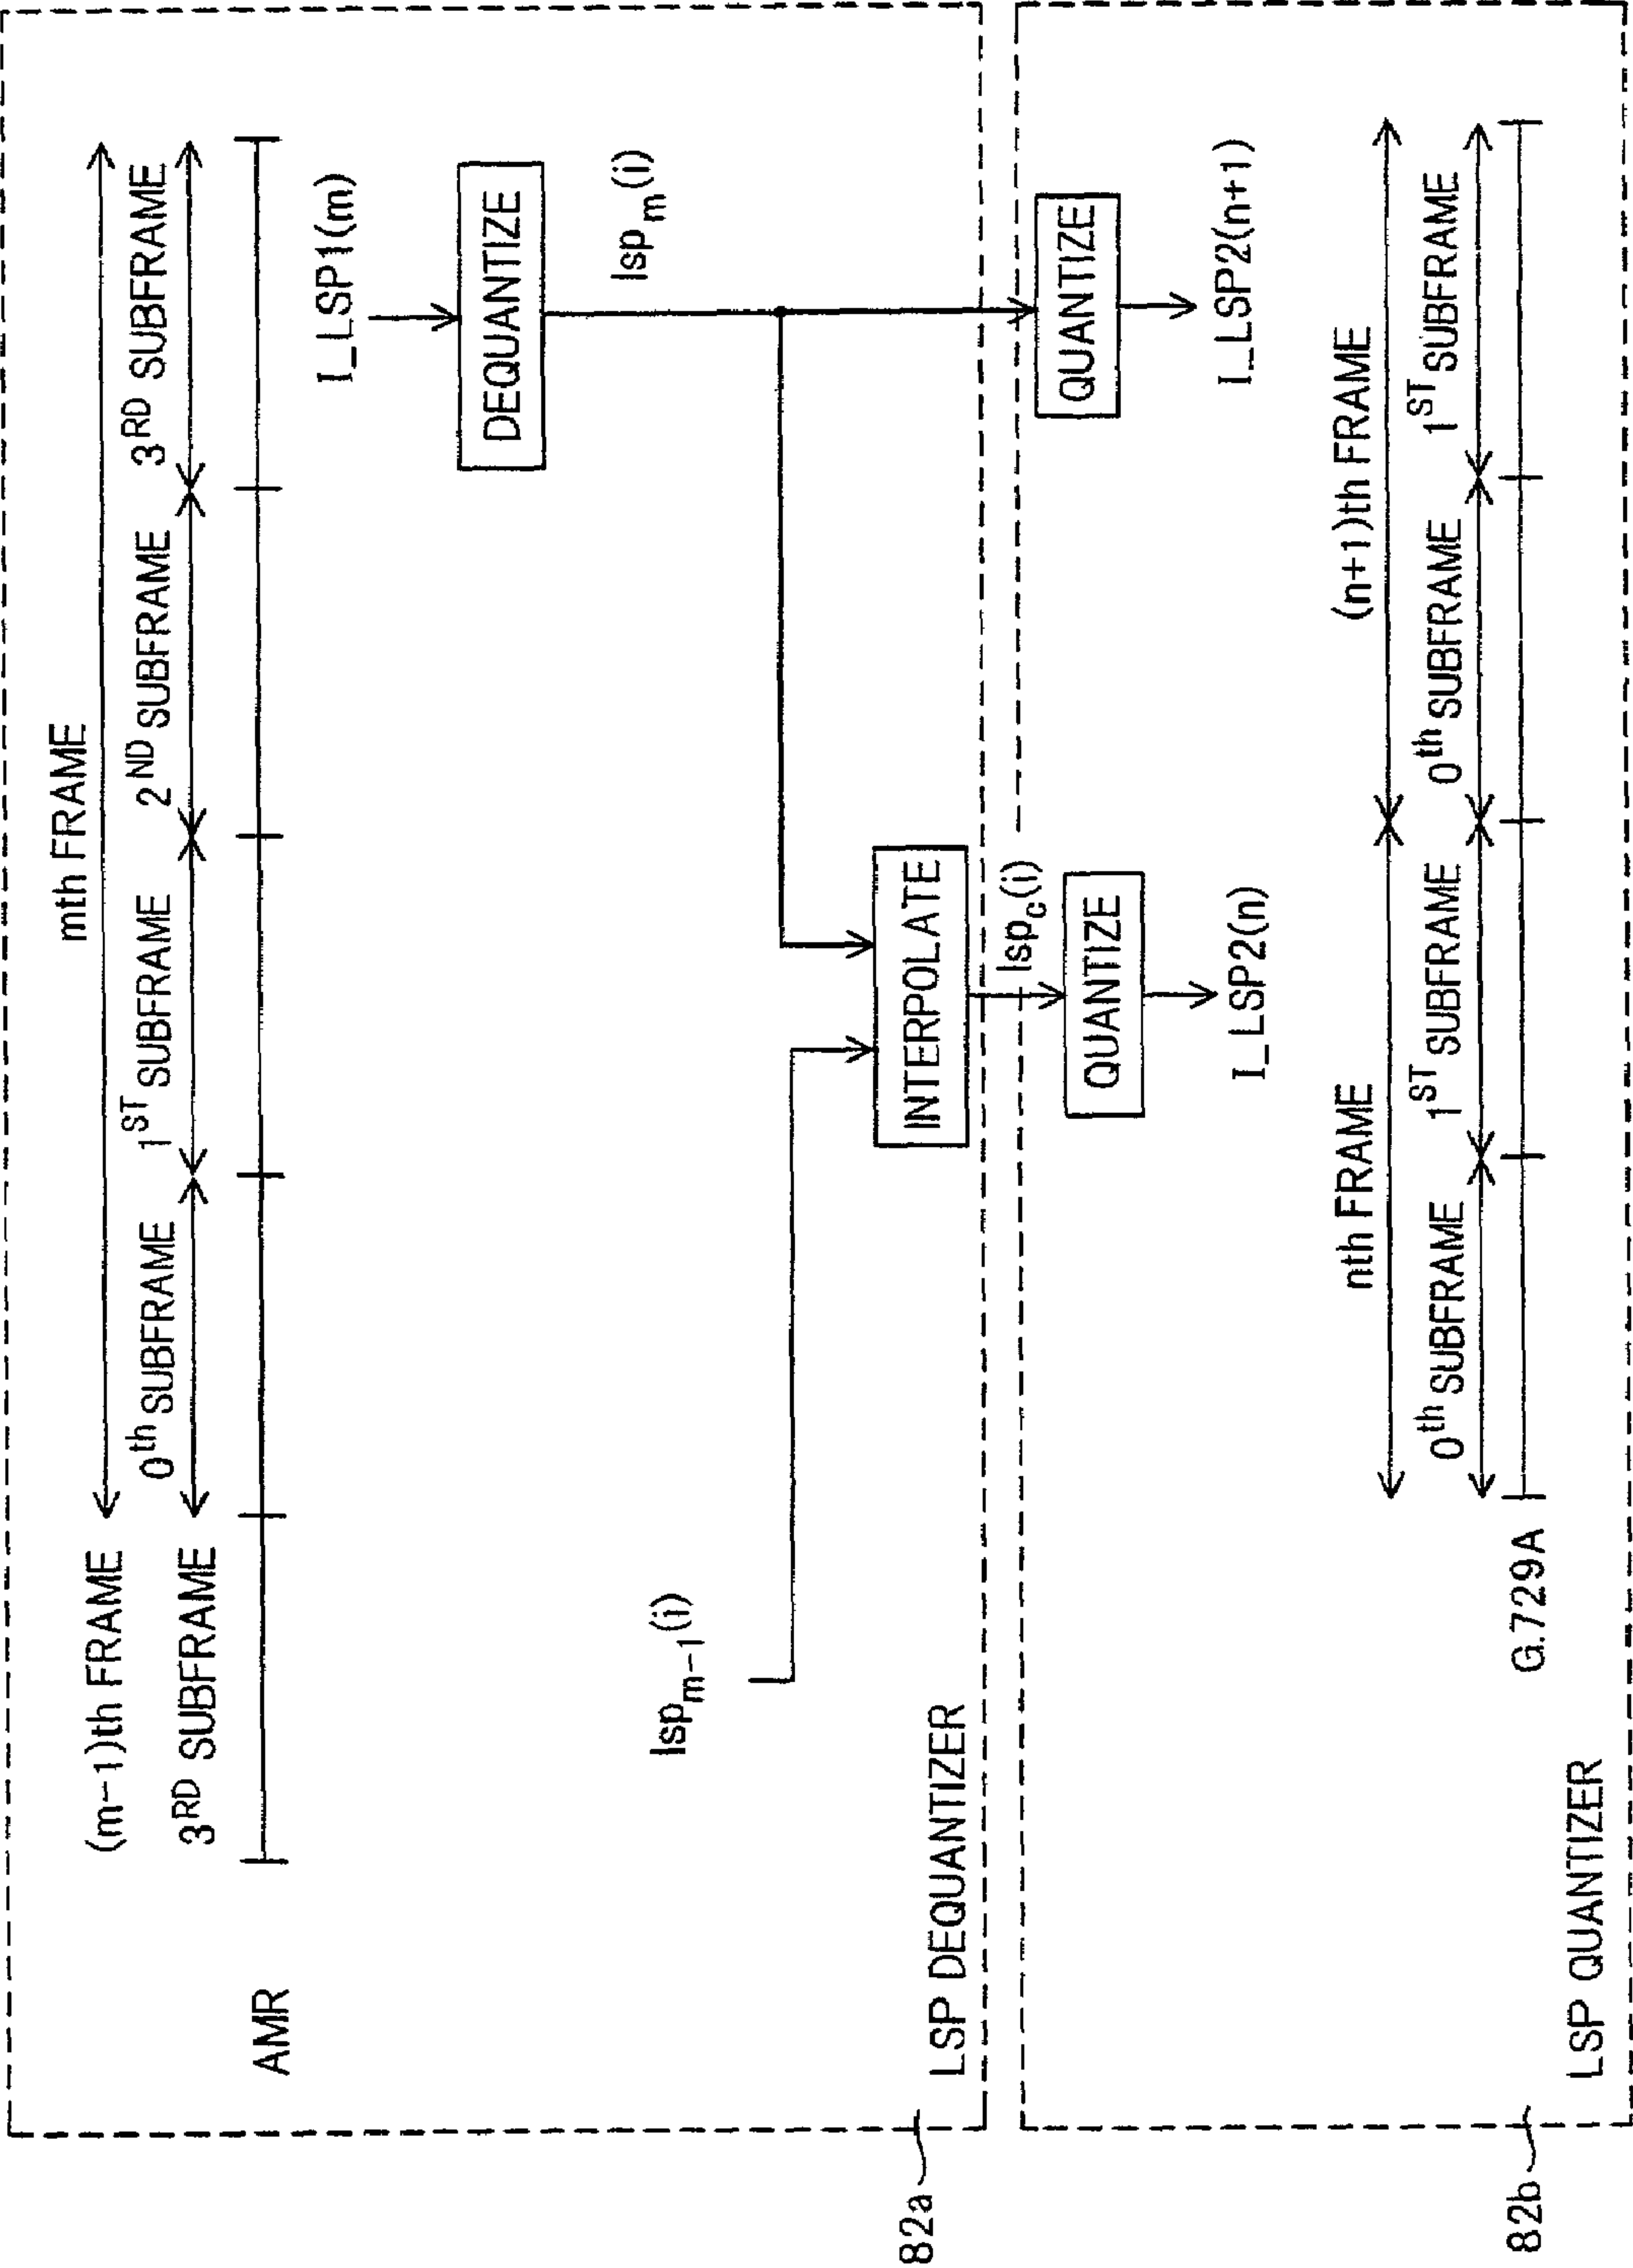 mth FRAME
(m-1)th FRAME
3RD SUBFRAME
0th SUBFRAME
1ST SUBFRAME
2ND SUBFRAME
3RD SUBFRAME
AMR
I_LSP1(m)
DEQUANTIZE
lspm(i)
lspm-1(i)
INTERPOLATE
LSP DEQUANTIZER
82a
lspc(i)
QUANTIZE
QUANTIZE
I_LSP2(n)
I_LSP2(n+1)
nth FRAME
(n+1)th FRAME
0th SUBFRAME
1ST SUBFRAME
0th SUBFRAME
1ST SUBFRAME
G.729A
LSP QUANTIZER
82b